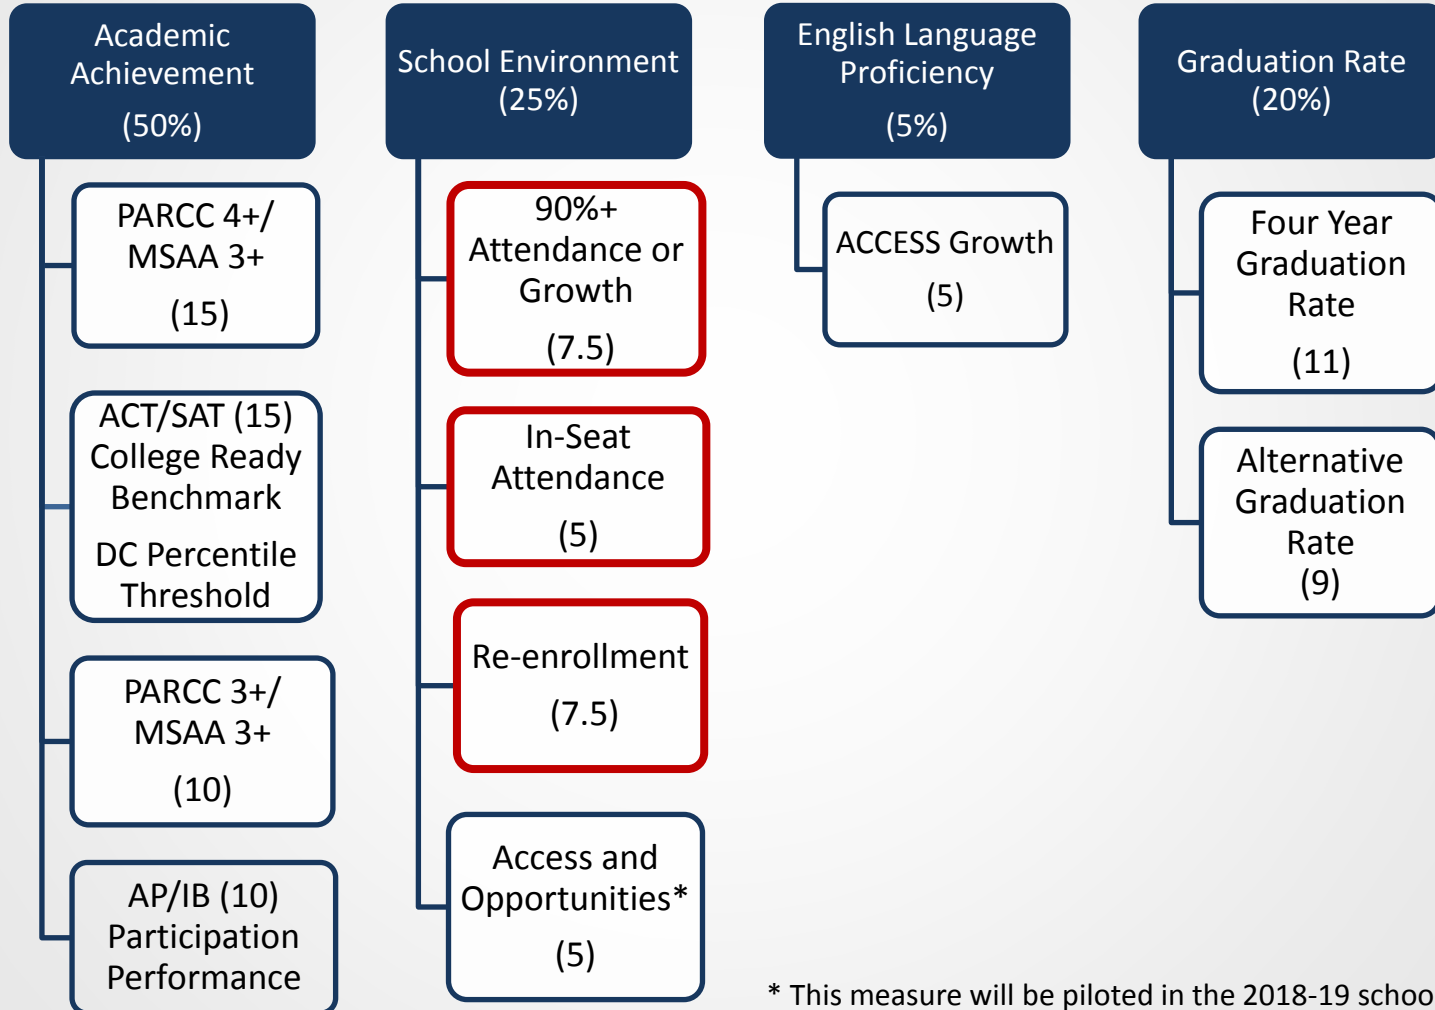 Academic
Achievement
(50%)
PARCC 4+/
MSAA 3+
(15)
ACT/SAT (15)
College Ready
Benchmark
DC Percentile
Threshold
PARCC 3+/
MSAA 3+
(10)
AP/IB (10)
Participation
Performance
School Environment
(25%)
90%+
Attendance or
Growth
(7.5)
In-Seat
Attendance
(5)
Re-enrollment
(7.5)
Access and
Opportunities*
(5)
English Language
Proficiency
(5%)
ACCESS Growth
(5)
Graduation Rate
(20%)
Four Year
Graduation
Rate
(11)
Alternative
Graduation
Rate
(9)
* This measure will be piloted in the 2018-19 school